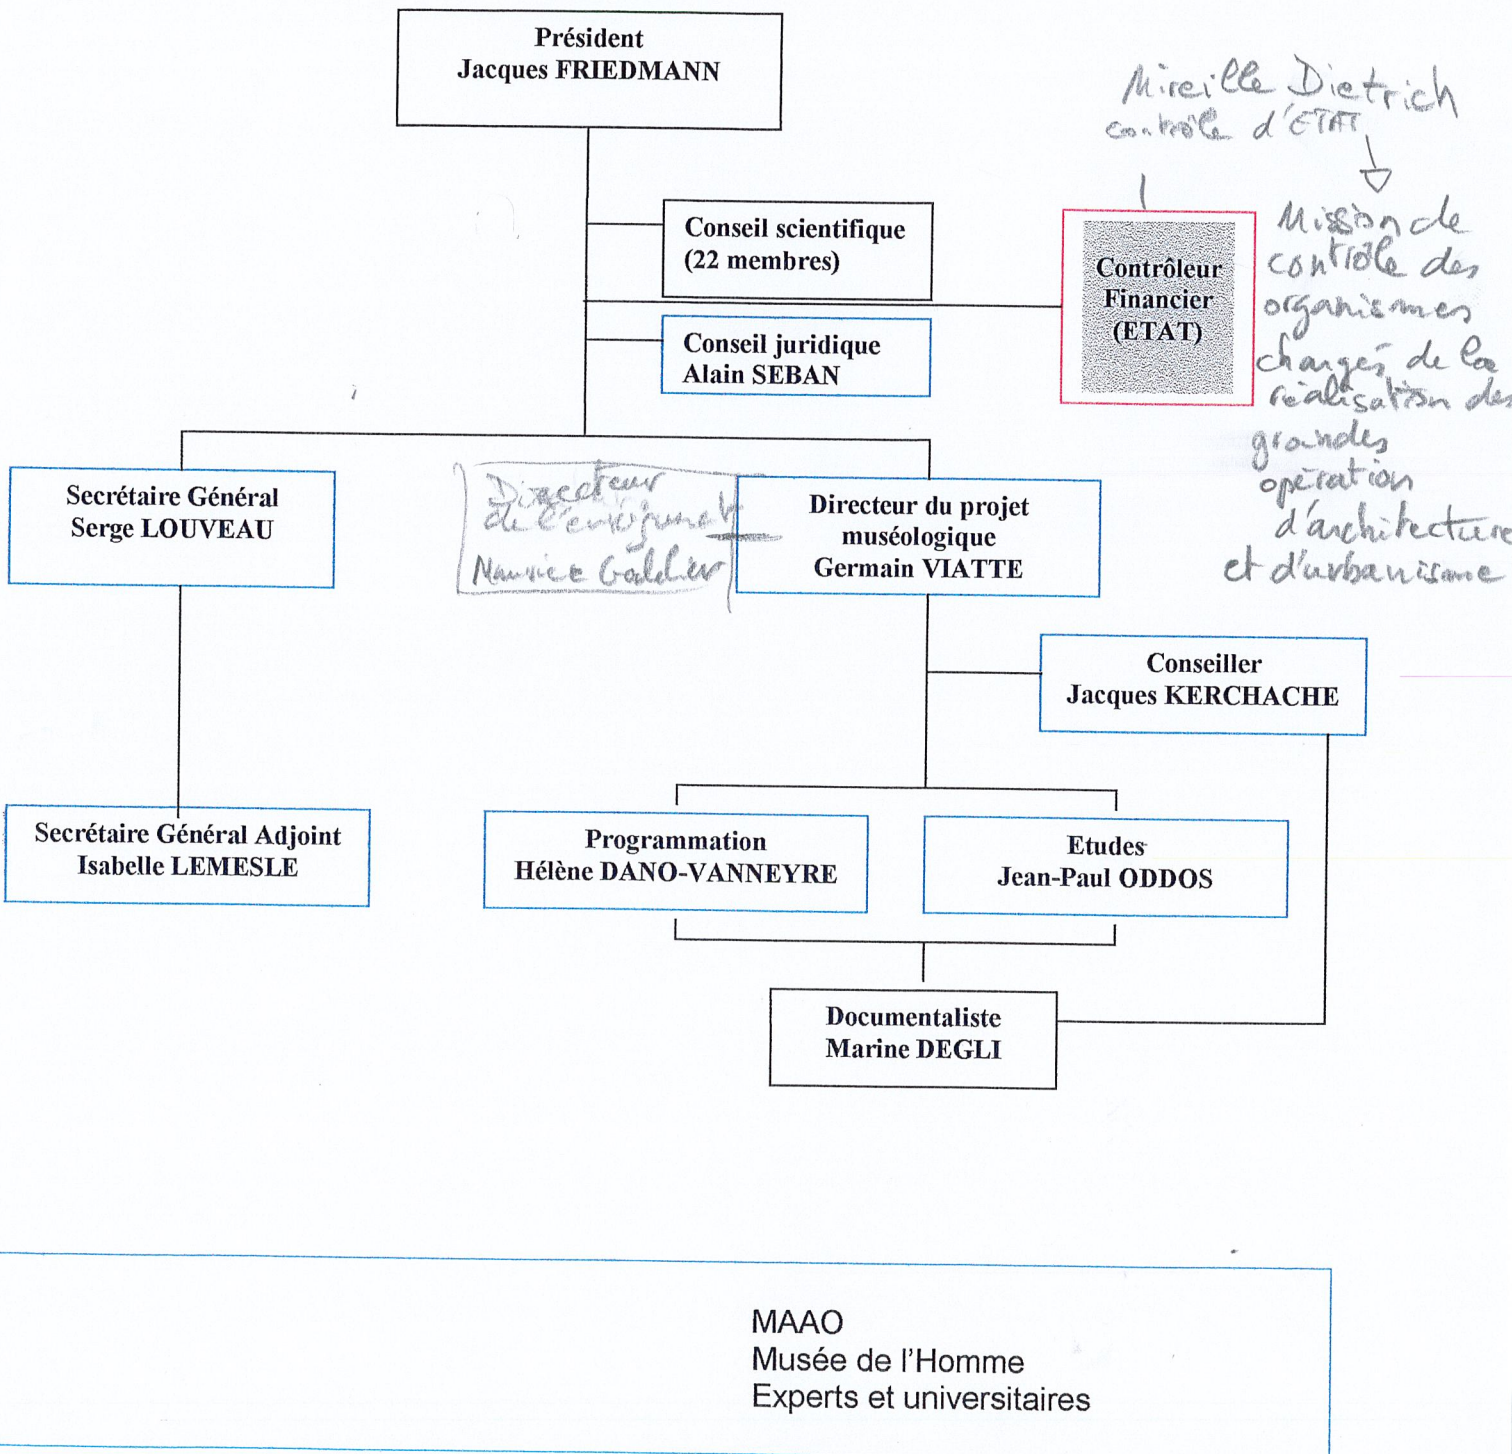 Président
Jacques FRIEDMANN
Mireille Dietrich
contrôle d'ETAT
Conseil scientifique
(22 membres)
Contrôleur
Financier
(ETAT)
Mission de
contrôle des
organismes
chargés de la
réalisation des
grandes
opération
d'architecture
et d'urbanisme
Conseil juridique
Alain SEBAN
Secrétaire Général
Serge LOUVEAU
Directeur
de l'enseignement
Maurice Godelier
Directeur du projet
muséologique
Germain VIATTE
Conseiller
Jacques KERCHACHE
Secrétaire Général Adjoint
Isabelle LEMESLE
Programmation
Hélène DANO-VANNEYRE
Etudes
Jean-Paul ODDOS
Documentaliste
Marine DEGLI
MAAO
Musée de l'Homme
Experts et universitaires